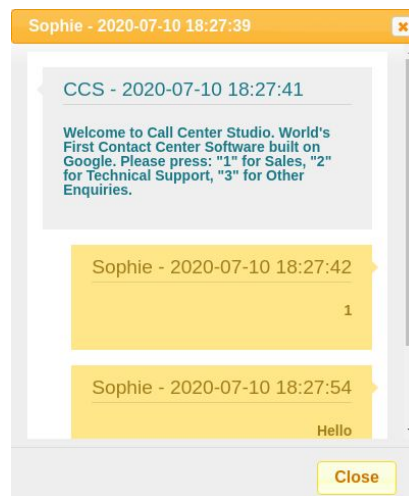 Sophie - 2020-07-10 18:27:39
CCS - 2020-07-10 18:27:41
Welcome to Call Center Studio. World's
First Contact Center Software built on
Google. Please press: "1" for Sales, "2"
for Technical Support, "3" for Other
Enquiries.
Sophie - 2020-07-10 18:27:42
1
Sophie - 2020-07-10 18:27:54
Hello
Close